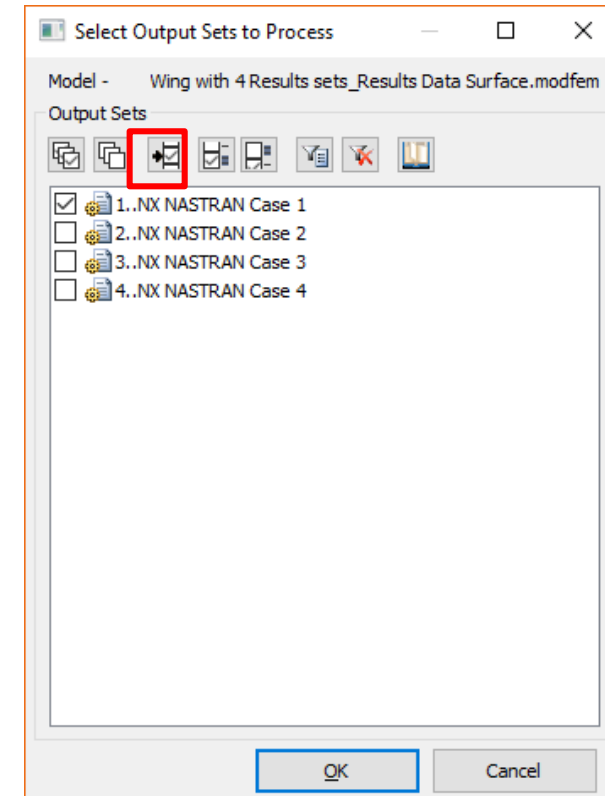 Select Output Sets to Process
Model - Wing with 4 Results sets_Results Data Surface.modfem
Output Sets
1..NX NASTRAN Case 1
2..NX NASTRAN Case 2
3..NX NASTRAN Case 3
4..NX NASTRAN Case 4
OK Cancel